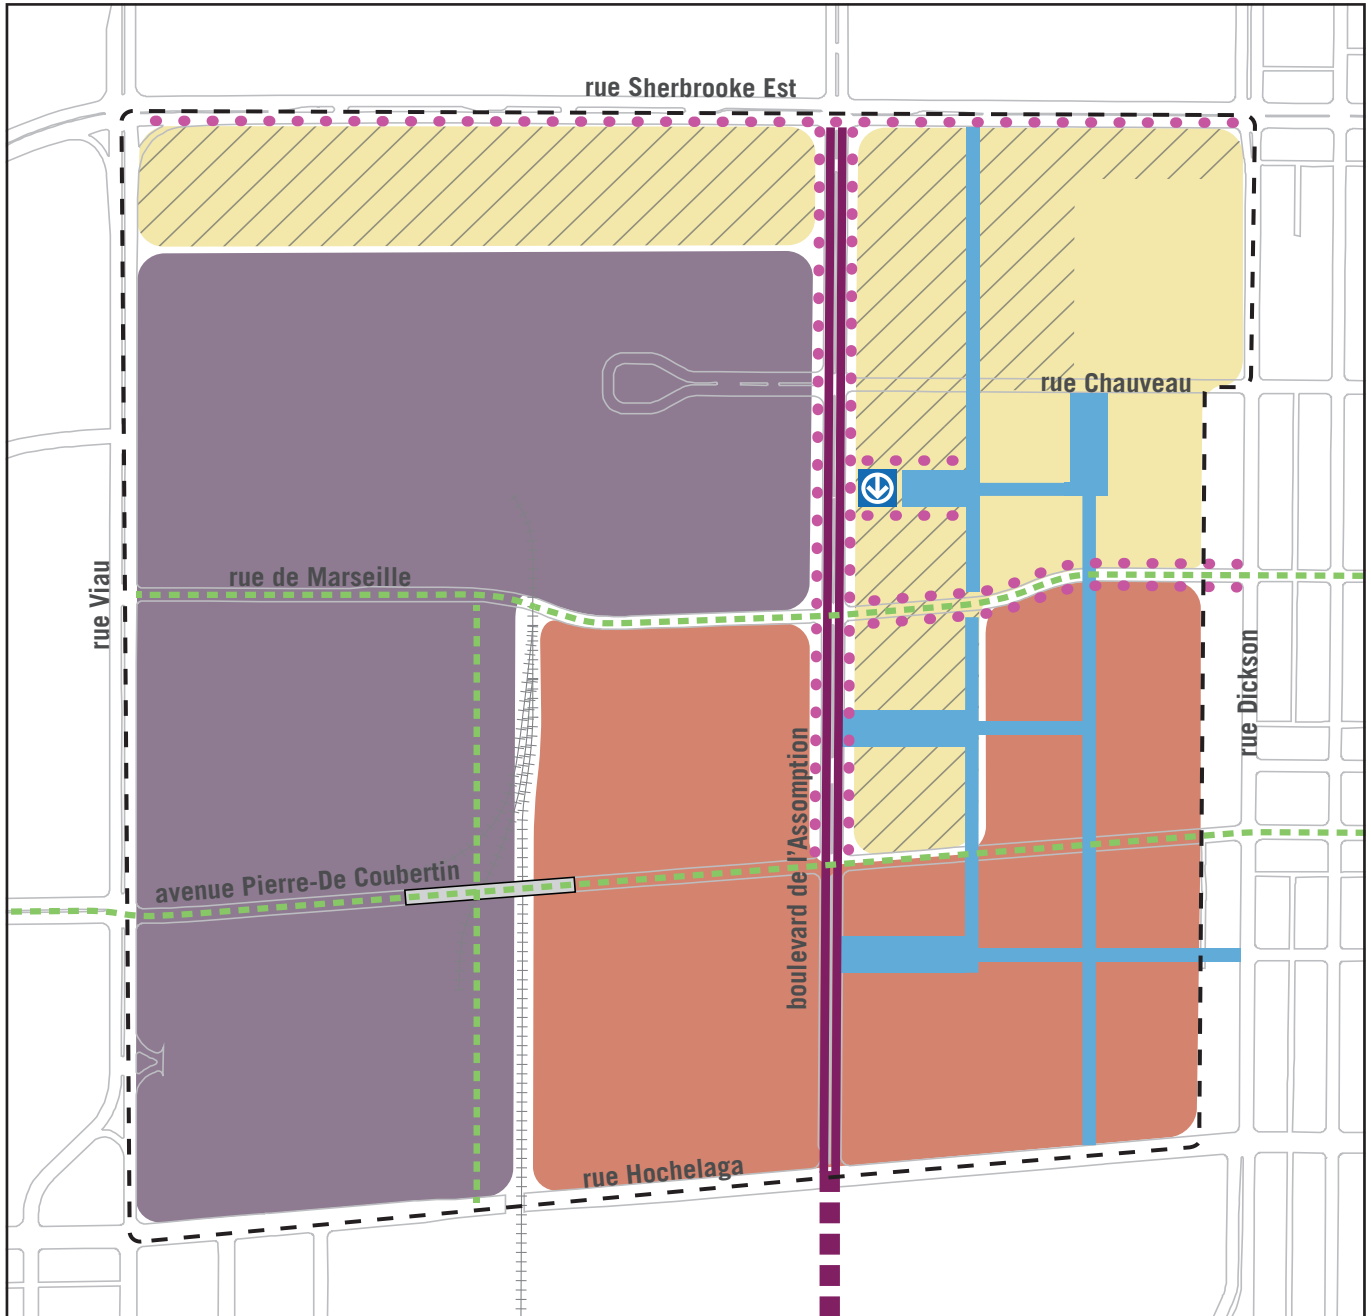 rue Sherbrooke Est
rue Chauveau
rue Viau
rue de Marseille
rue Dickson
boulevard de l'Assomption
avenue Pierre-De Coubertin
rue Hochelaga